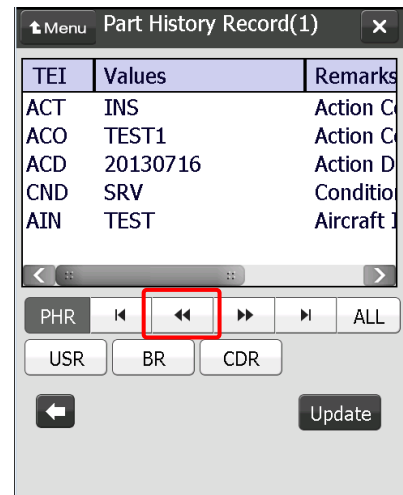 Menu Part History Record(1)
TEI Values Remarks
ACT INS Action C
ACO TEST1 Action C
ACD 20130716 Action D
CND SRV Conditio
AIN TEST Aircraft
PHR ALL
USR BR CDR
Update